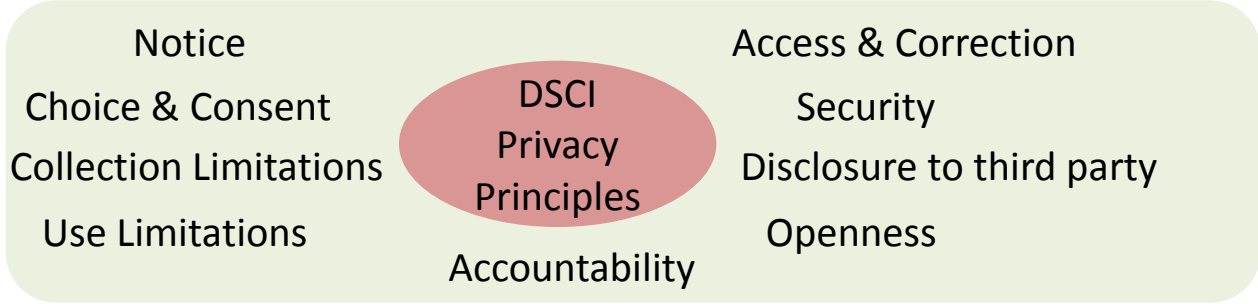 Notice
Choice & Consent
Collection Limitations
Use Limitations
DSCI
Privacy
Principles
Accountability
Access & Correction
Security
Disclosure to third party
Openness